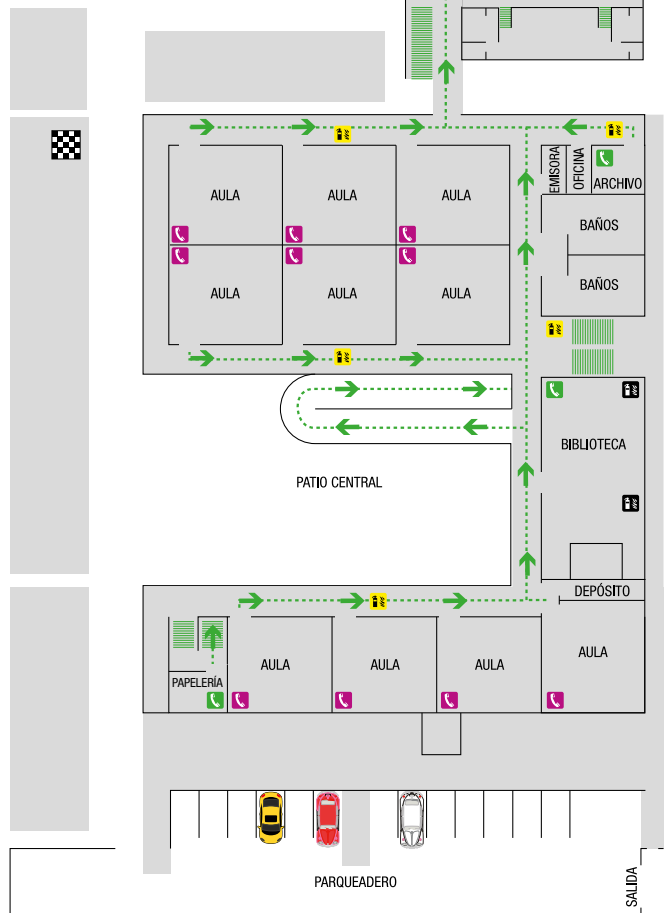 EMISORA
OFICINA
ARCHIVO
AULA
AULA
AULA
BAÑOS
AULA
AULA
AULA
BAÑOS
BIBLIOTECA
PATIO CENTRAL
DEPÓSITO
AULA
AULA
AULA
AULA
PAPELERÍA
PARQUEADERO
SALIDA